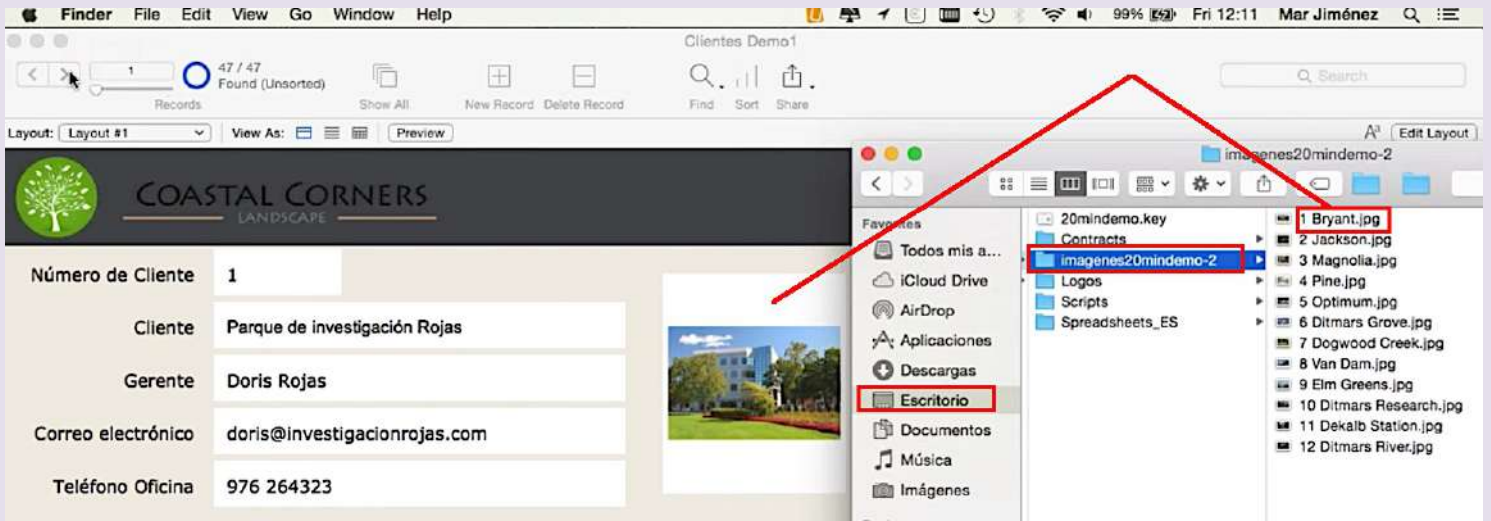 Finder File Edit View Go Window Help 99% Fri 12:11 Mar Jiménez
Clientes Demo1
1 47 / 47
Found (Unsorted)
Search
Records Show All New Record Delete Record Find Sort Share
Layout: Layout #1 View As: Preview Aa Edit Layout
COASTAL CORNERS
LANDSCAPE
Número de Cliente 1
Cliente Parque de investigación Rojas
Gerente Doris Rojas
Correo electrónico doris@investigacionrojas.com
Teléfono Oficina 976 264323
imagenes20mindemo-2
Favorites
Todos mis a...
iCloud Drive
AirDrop
Aplicaciones
Descargas
Escritorio
Documentos
Música
Imágenes
20mindemo.key
Contracts
imagenes20mindemo-2
Logos
Scripts
Spreadsheets_ES
1 Bryant.jpg
2 Jackson.jpg
3 Magnolia.jpg
4 Pine.jpg
5 Optimum.jpg
6 Ditmars Grove.jpg
7 Dogwood Creek.jpg
8 Van Dam.jpg
9 Elm Greens.jpg
10 Ditmars Research.jpg
11 Dekalb Station.jpg
12 Ditmars River.jpg